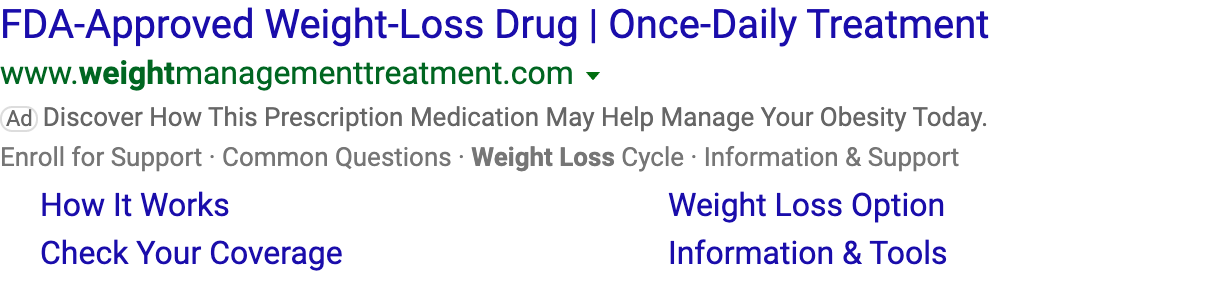 FDA-Approved Weight-Loss Drug | Once-Daily Treatment
www.weightmanagementtreatment.com
Ad Discover How This Prescription Medication May Help Manage Your Obesity Today.
Enroll for Support · Common Questions · Weight Loss Cycle · Information & Support
How It Works Weight Loss Option
Check Your Coverage Information & Tools